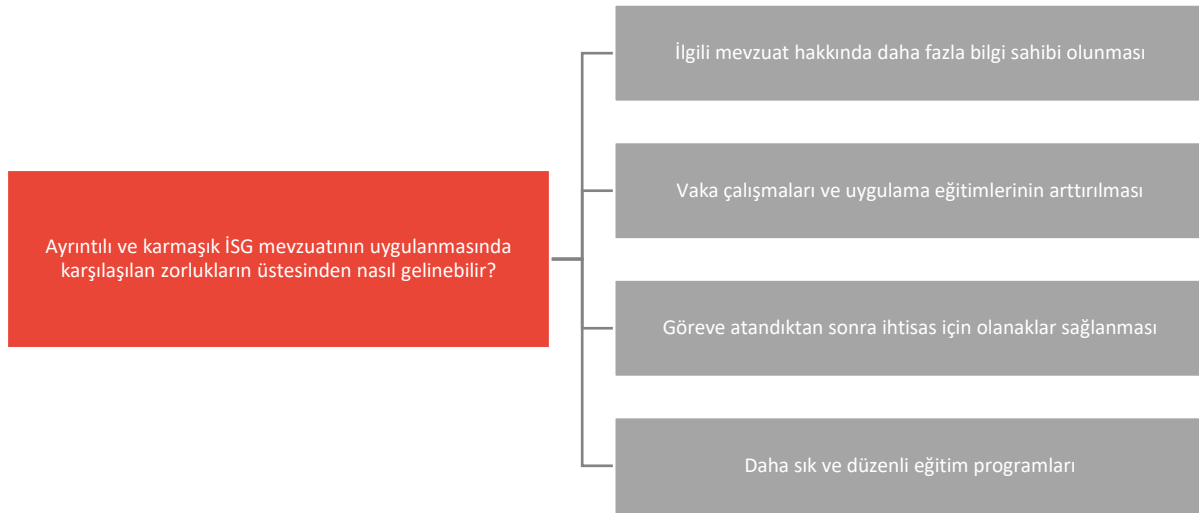 İlgili mevzuat hakkında daha fazla bilgi sahibi olunması
Vaka çalışmaları ve uygulama eğitimlerinin arttırılması
Ayrıntılı ve karmaşık İSG mevzuatının uygulanmasında
karşılaşılan zorlukların üstesinden nasıl gelinebilir?
Göreve atandıktan sonra ihtisas için olanaklar sağlanması
Daha sık ve düzenli eğitim programları